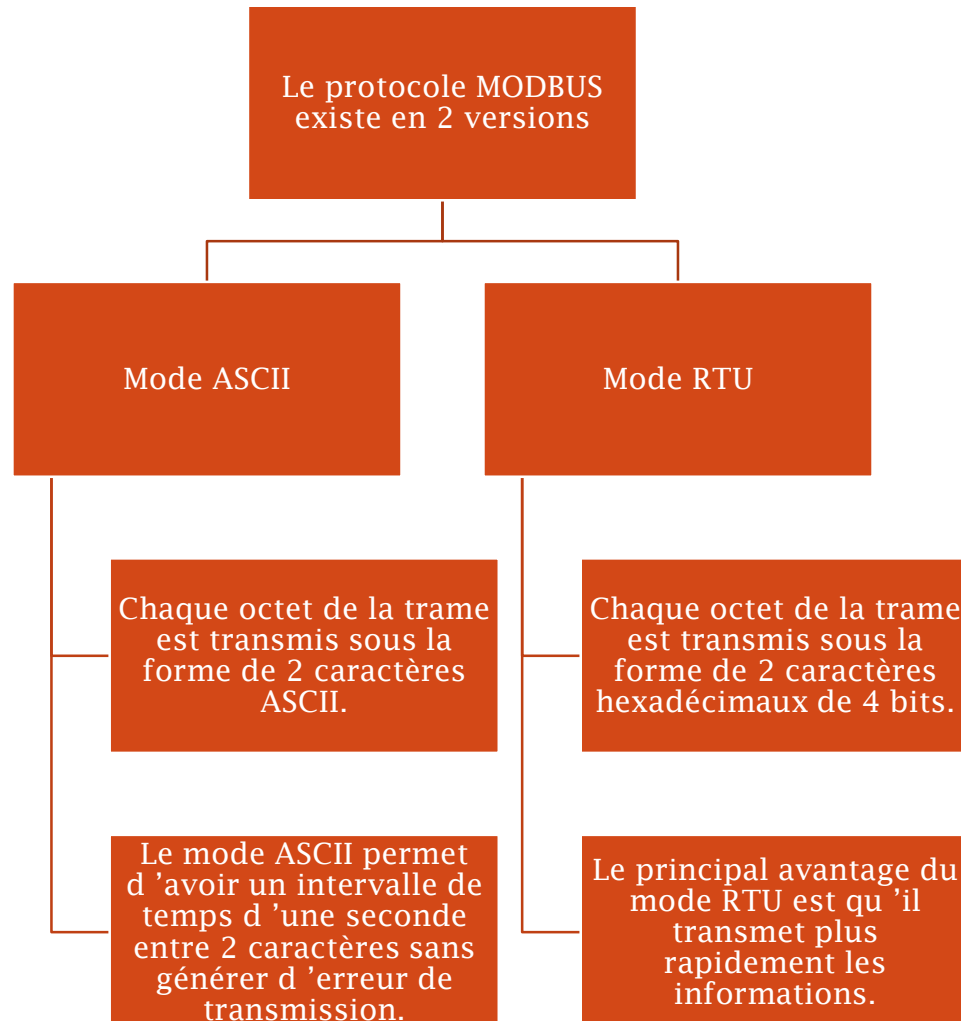 Le protocole MODBUS
existe en 2 versions
Mode ASCII
Mode RTU
Chaque octet de la trame
est transmis sous la
forme de 2 caractères
ASCII.
Le mode ASCII permet
d ’avoir un intervalle de
temps d ’une seconde
entre 2 caractères sans
générer d ’erreur de
transmission.
Chaque octet de la trame
est transmis sous la
forme de 2 caractères
hexadécimaux de 4 bits.
Le principal avantage du
mode RTU est qu ’il
transmet plus
rapidement les
informations.